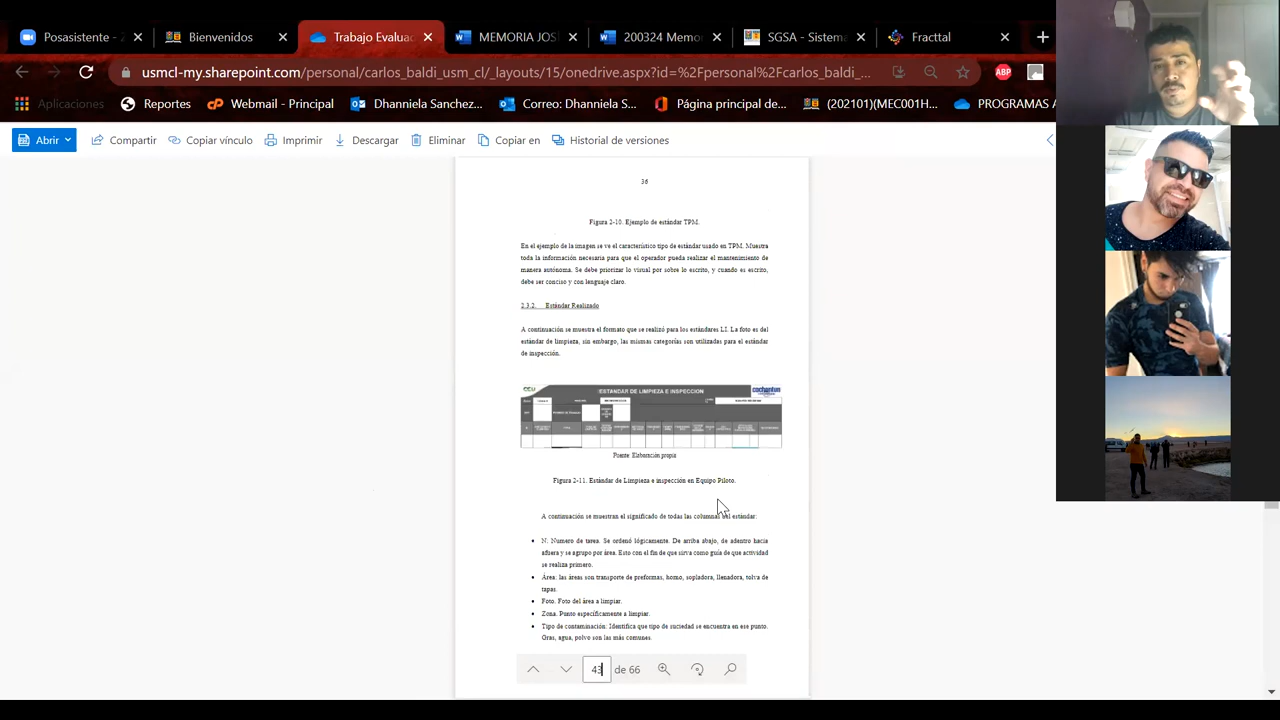 Posasistente - Z
Bienvenidos
Trabajo Evaluac
MEMORIA JOS
200324 Memo
SGSA - Sistema
Fracttal
usmcl-my.sharepoint.com/personal/carlos_baldi_usm_cl/_layouts/15/onedrive.aspx?id=%2Fpersonal%2Fcarlos_baldi_...
ABP
Aplicaciones
Reportes
Webmail - Principal
Dhanniela Sanchez...
Correo: Dhanniela S...
Página principal de...
(202101)(MEC001H...
PROGRAMAS A
Abrir
Compartir
Copiar vínculo
Imprimir
Descargar
Eliminar
Copiar en
Historial de versiones
36
Figura 2-10. Ejemplo de estándar TPM.
En el ejemplo de la imagen se ve el característico tipo de estándar usado en TPM. Muestra
toda la información necesaria para que el operador pueda realizar el mantenimiento de
manera autónoma. Se debe priorizar lo visual por sobre lo escrito, y cuando es escrito,
debe ser conciso y con lenguaje claro.
2.3.2. Estándar Realizado
A continuación se muestra el formato que se realizó para los estándares LI. La foto es del
estándar de limpieza, sin embargo, las mismas categorías son utilizadas para el estándar
de inspección.
CCU
ESTANDAR DE LIMPIEZA E INSPECCION
cachantun
Fuente: Elaboración propia
Figura 2-11. Estándar de Limpieza e inspección en Equipo Piloto.
A continuación se muestran el significado de todas las columnas del estándar:
• N. Numero de tarea. Se ordenó lógicamente. De arriba abajo, de adentro hacia
afuera y se agrupo por área. Esto con el fin de que sirva como guía de que actividad
se realiza primero.
• Área: las áreas son transporte de preformas, horno, sopladora, llenadora, tolva de
tapas.
• Foto. Foto del área a limpiar.
• Zona. Punto específicamente a limpiar.
• Tipo de contaminación: Identifica que tipo de suciedad se encuentra en ese punto.
Gras, agua, polvo son las más comunes.
43 de 66